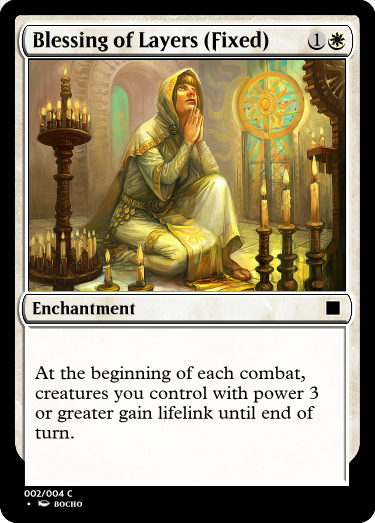 Blessing of Layers (Fixed) 1
Enchantment
At the beginning of each combat,
creatures you control with power 3
or greater gain lifelink until end of
turn.
002/004 C
• BOCHO